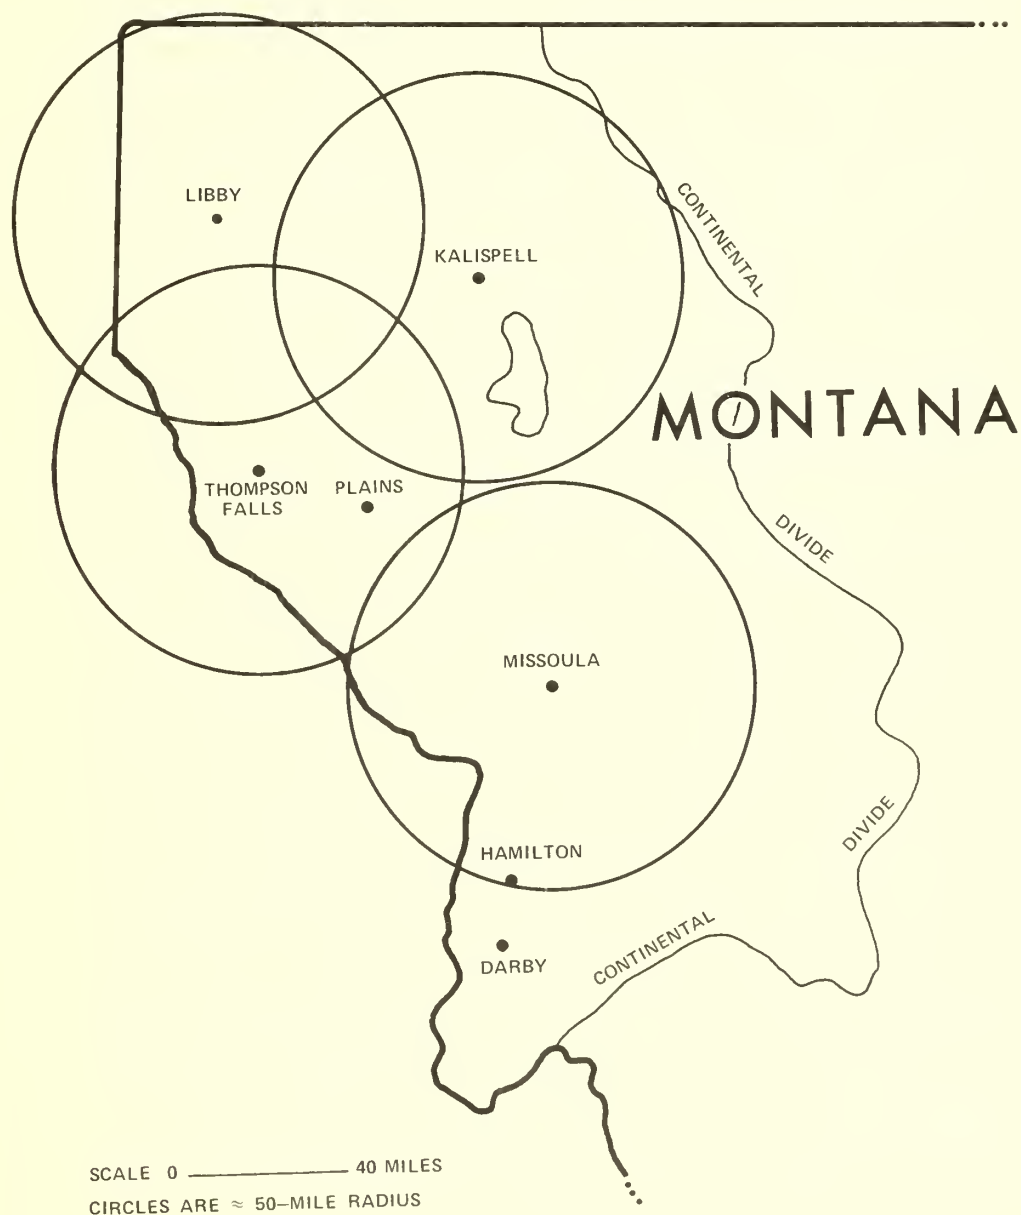 LIBBY
KALISPELL
CONTINENTAL
MONTANA
THOMPSON
FALLS
PLAINS
DIVIDE
MISSOULA
DIVIDE
HAMILTON
CONTINENTAL
DARBY
SCALE 0 40 MILES
CIRCLES ARE ≈ 50–MILE RADIUS